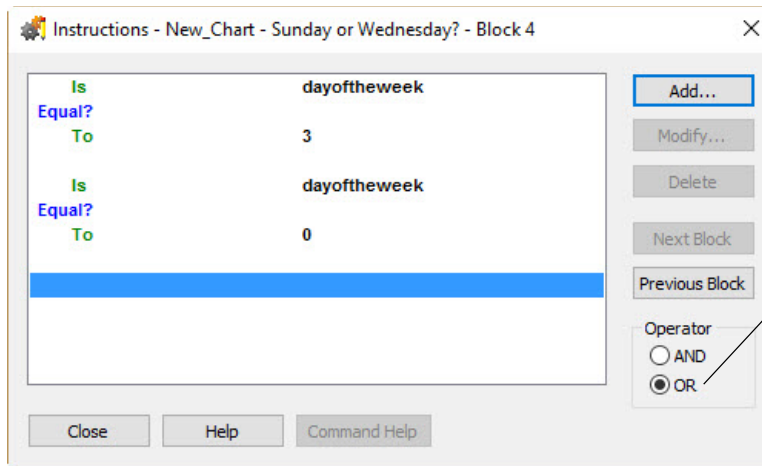 Instructions - New_Chart - Sunday or Wednesday? - Block 4
Is dayoftheweek
Equal?
To 3
Is dayoftheweek
Equal?
To 0
Add...
Modify...
Delete
Next Block
Previous Block
Operator
AND
OR
Close Help Command Help